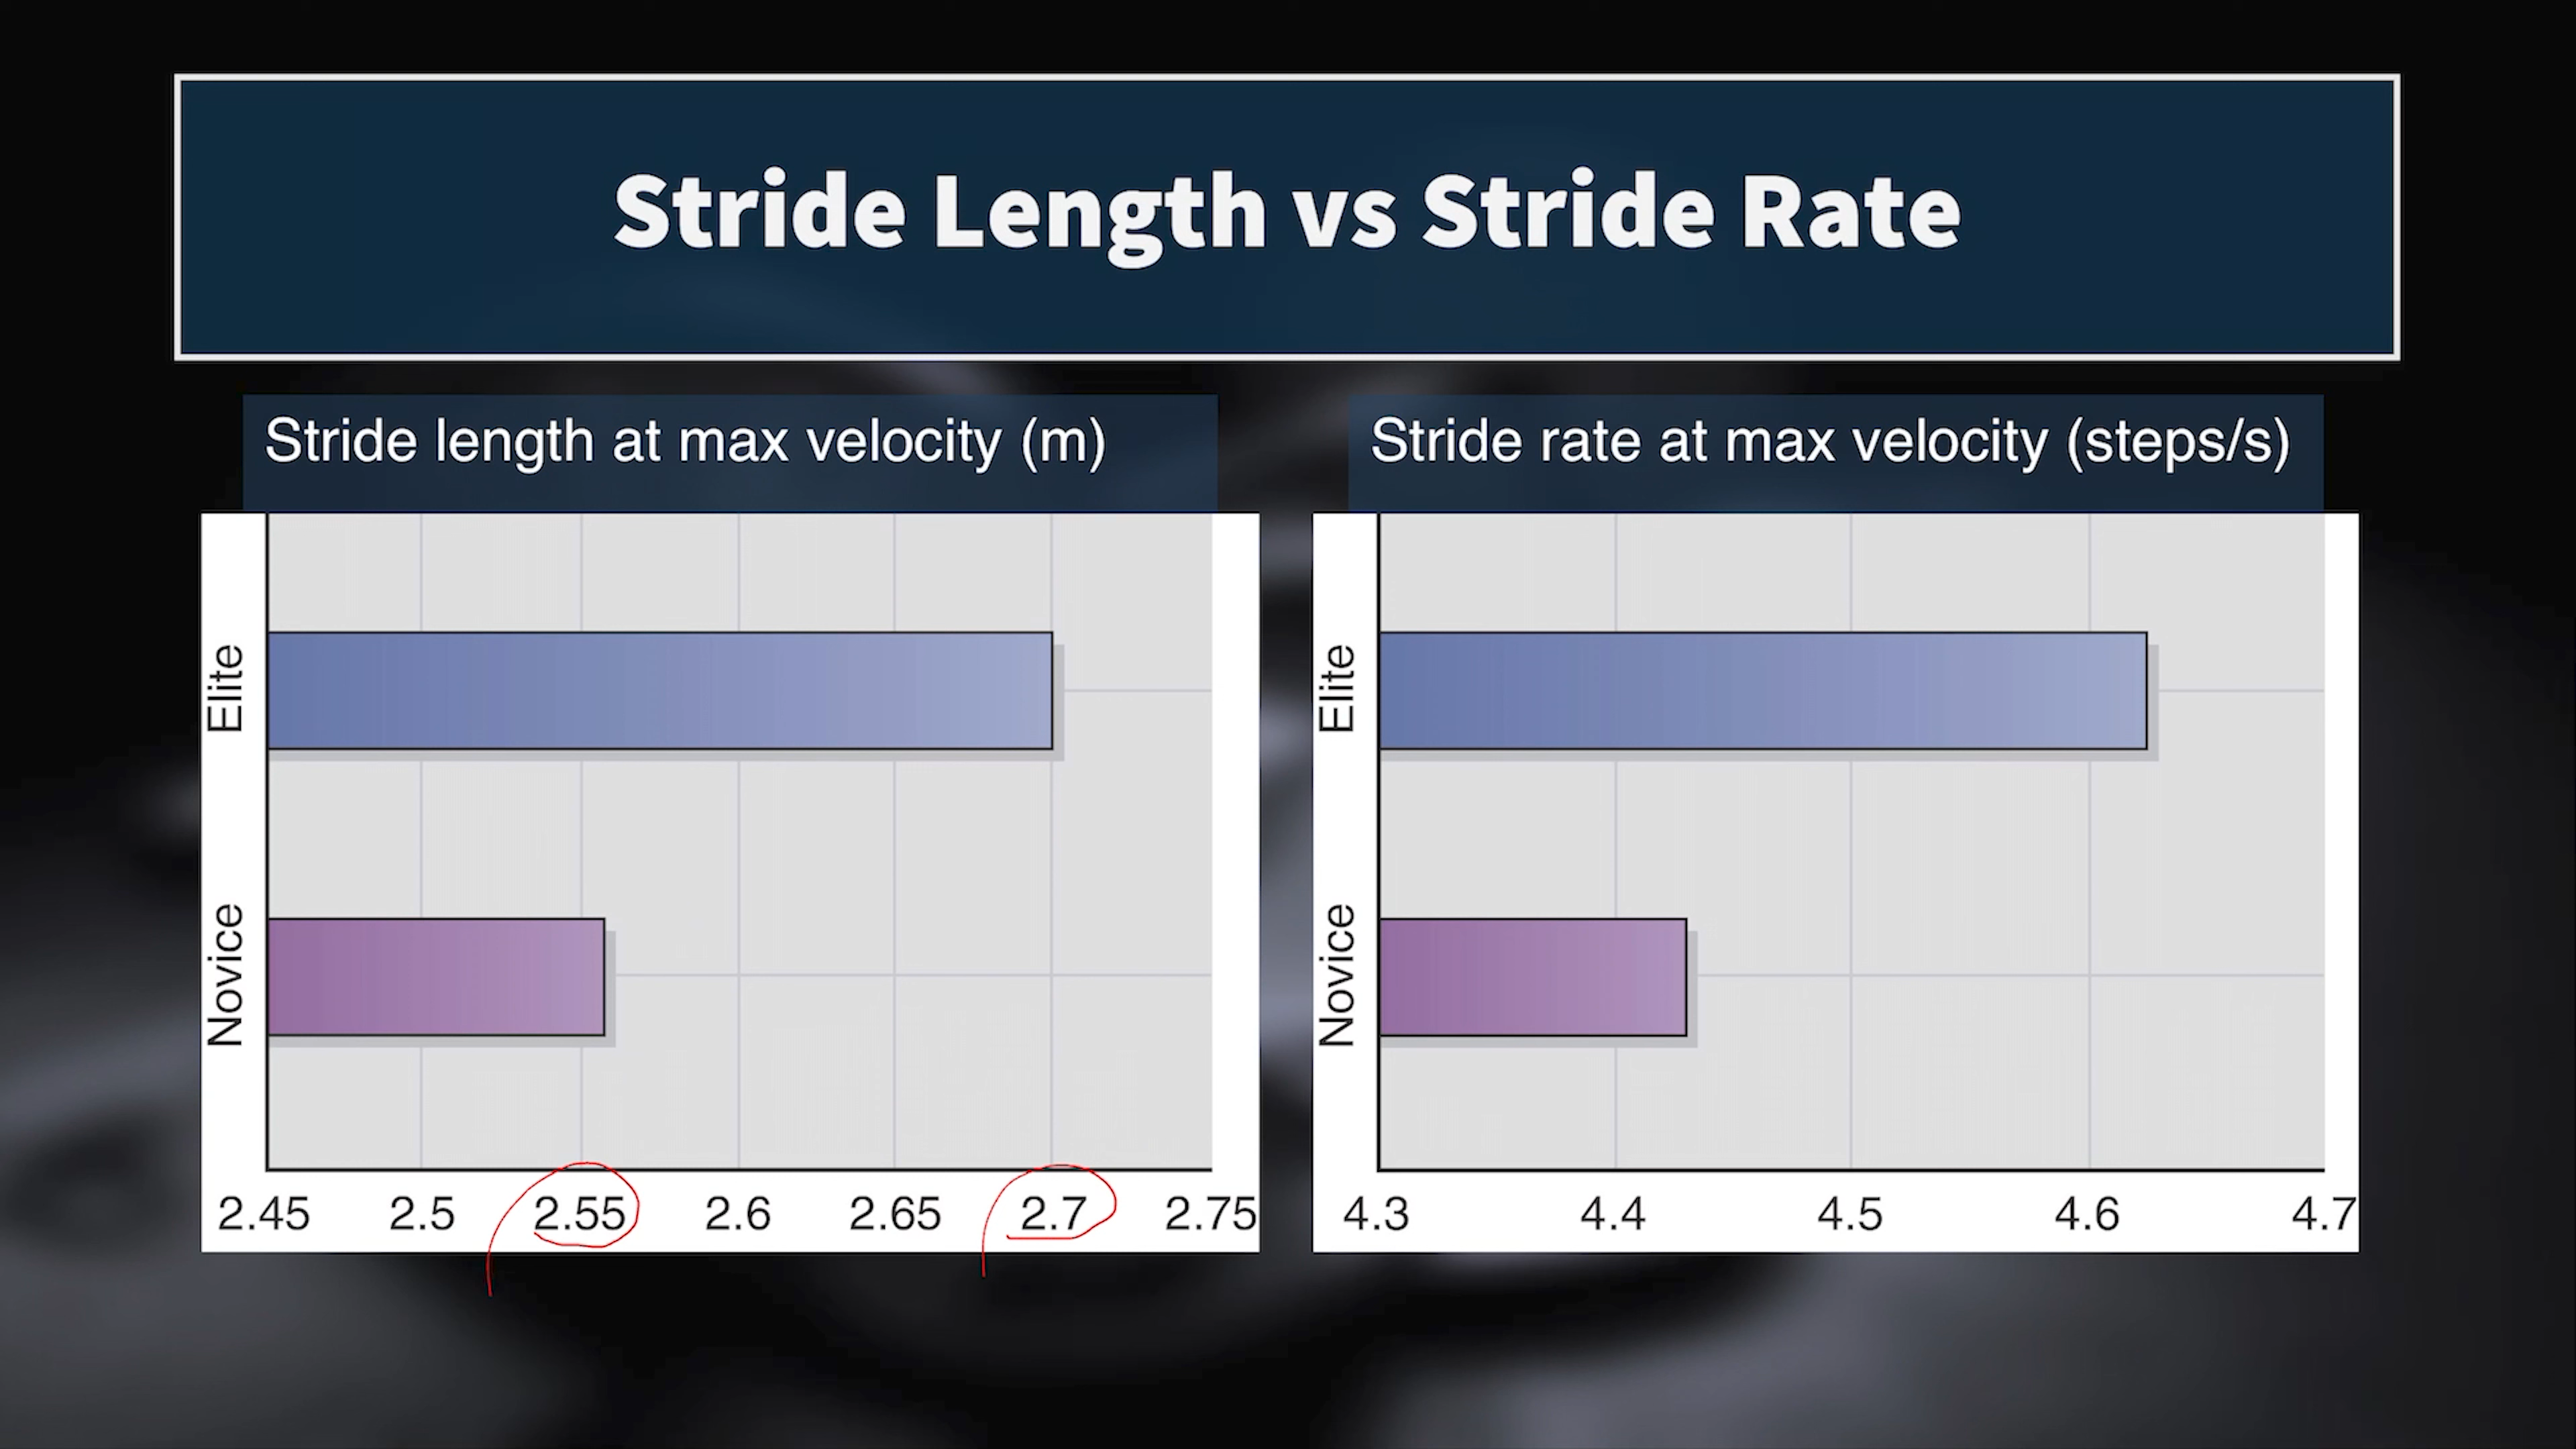 Stride Length vs Stride Rate
Stride length at max velocity (m)
Elite
Novice
2.45 2.5 2.55 2.6 2.65 2.7 2.75
Stride rate at max velocity (steps/s)
Elite
Novice
4.3 4.4 4.5 4.6 4.7